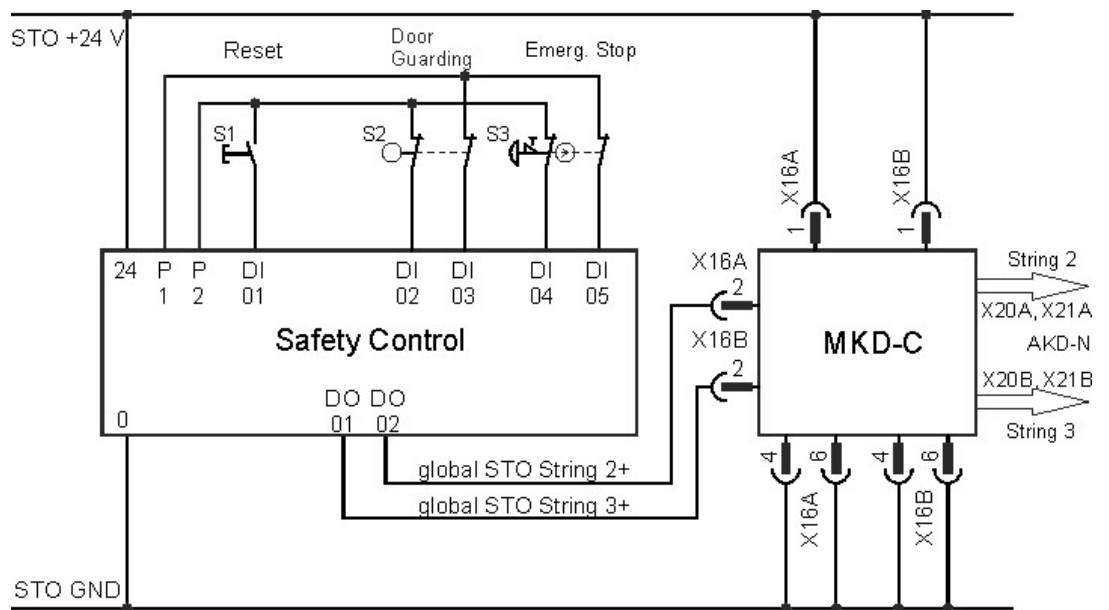 STO +24 V
Reset
Door
Guarding
Emerg. Stop
S1
S2
S3
X16A
X16B
1
1
24 P P DI DI DI DI DI
1 2 01 02 03 04 05
Safety Control
0
DO DO
01 02
X16A
2
X16B
2
MKD-C
String 2
X20A, X21A
AKD-N
X20B, X21B
String 3
4
6
4
6
X16A
X16B
global STO String 2+
global STO String 3+
STO GND